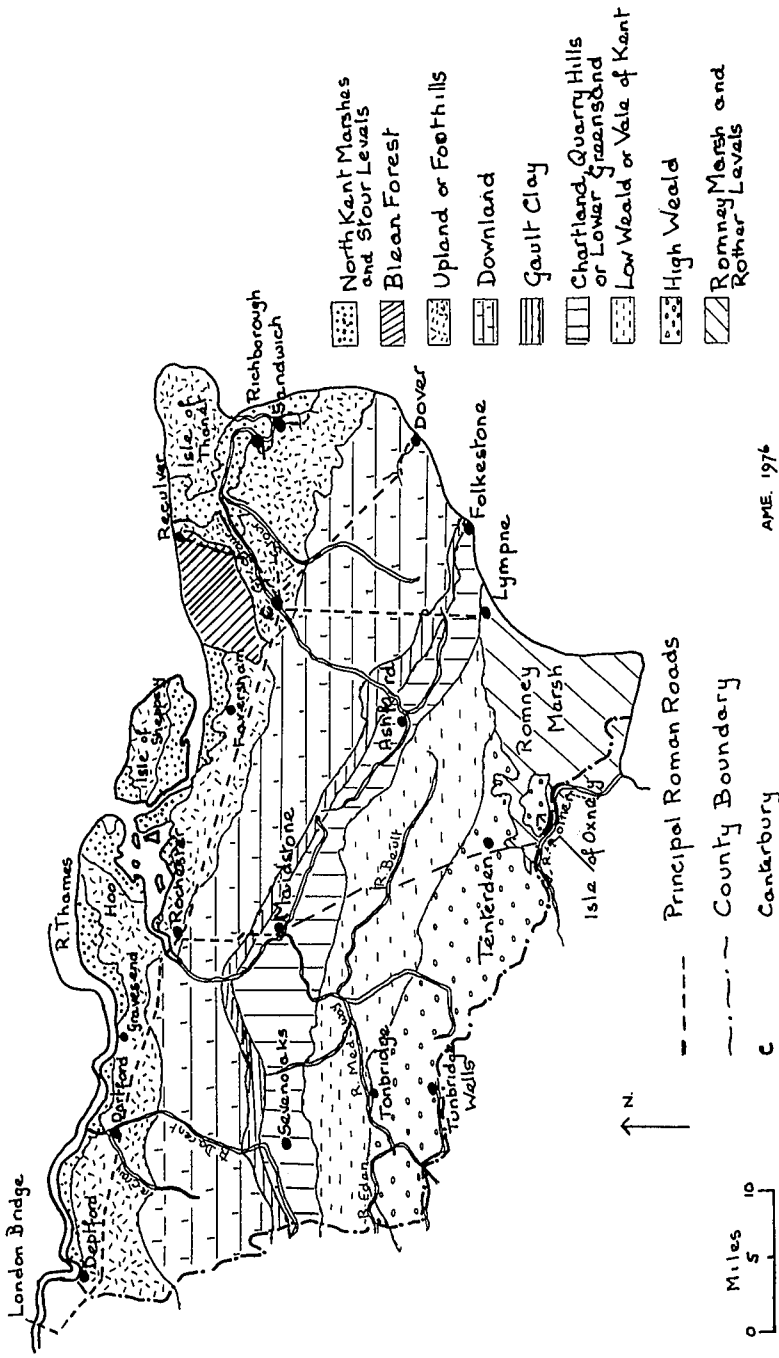 London Bridge
Deptford
R. Cray
Dartford
R. Darent
Gravesend
R. Thames
Hoo
Rochester
Isle of
Sheppey
Faversham
Reculver
Isle of
Thanet
Richborough
Sandwich
C
Dover
Folkestone
Lympne
Ashford
Maidstone
Sevenoaks
R. Medway
Tonbridge
R. Eden
Tunbridge
Wells
R. Beult
Tenterden
Romney
Marsh
R. Rother
Isle of Oxney
North Kent Marshes
and Stour Levels
Blean Forest
Upland or Foothills
Downland
Gault Clay
Chartland, Quarry Hills
or Lower Greensand
Low Weald or Vale of Kent
High Weald
Romney Marsh and
Rother Levels
N.
Miles
0 5 10
Principal Roman Roads
County Boundary
C Canterbury
AME. 1976